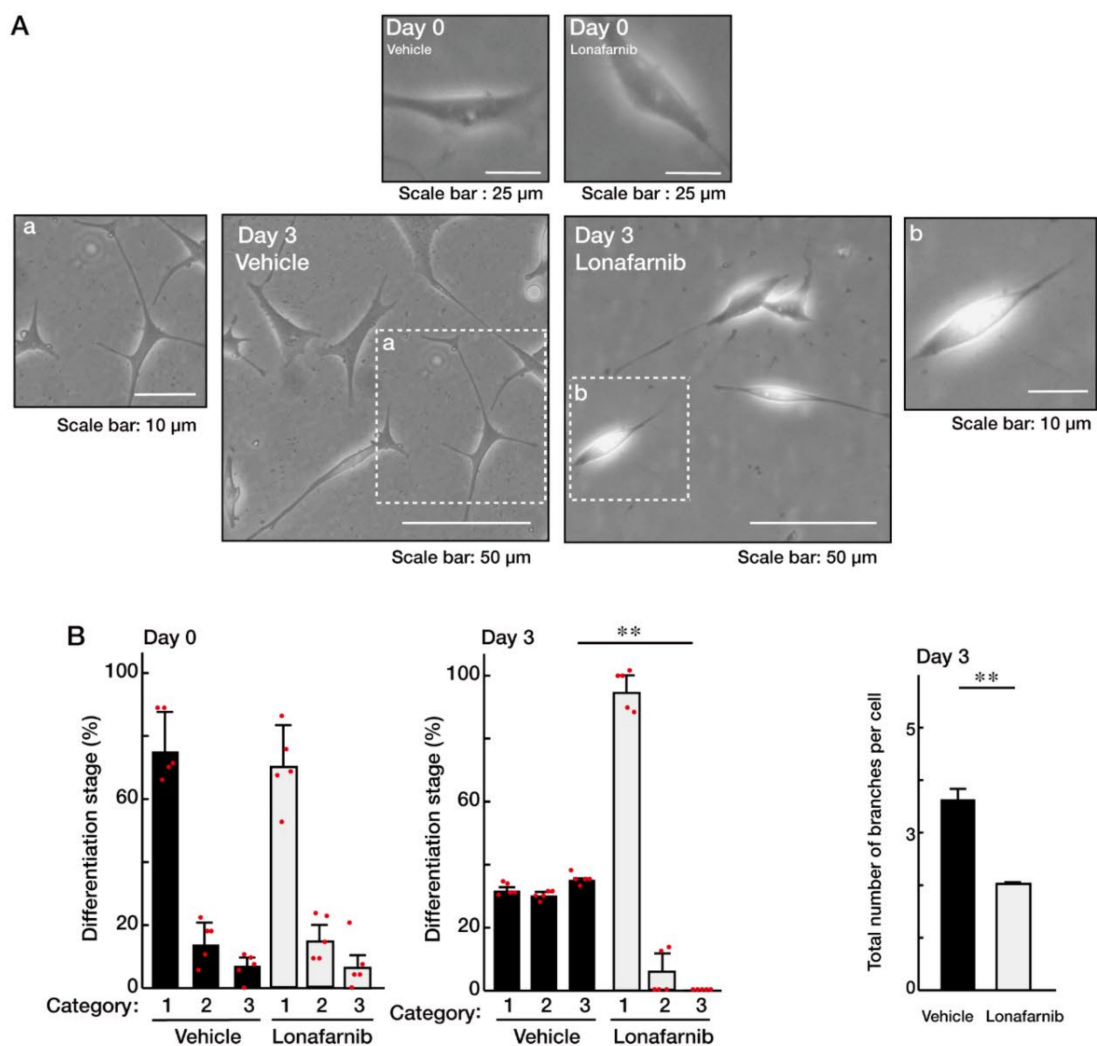 A
Day 0
Vehicle
Day 0
Lonafarnib
Scale bar : 25 µm
Scale bar : 25 µm
a
Day 3
Vehicle
a
Day 3
Lonafarnib
b
b
Scale bar: 10 µm
Scale bar: 50 µm
Scale bar: 50 µm
Scale bar: 10 µm
B
Day 0
Differentiation stage (%)
100
60
20
0
Category: 1 2 3 1 2 3
Vehicle Lonafarnib
Day 3
**
Differentiation stage (%)
100
60
20
0
Category: 1 2 3 1 2 3
Vehicle Lonafarnib
Day 3
**
Total number of branches per cell
5
3
0
Vehicle Lonafarnib